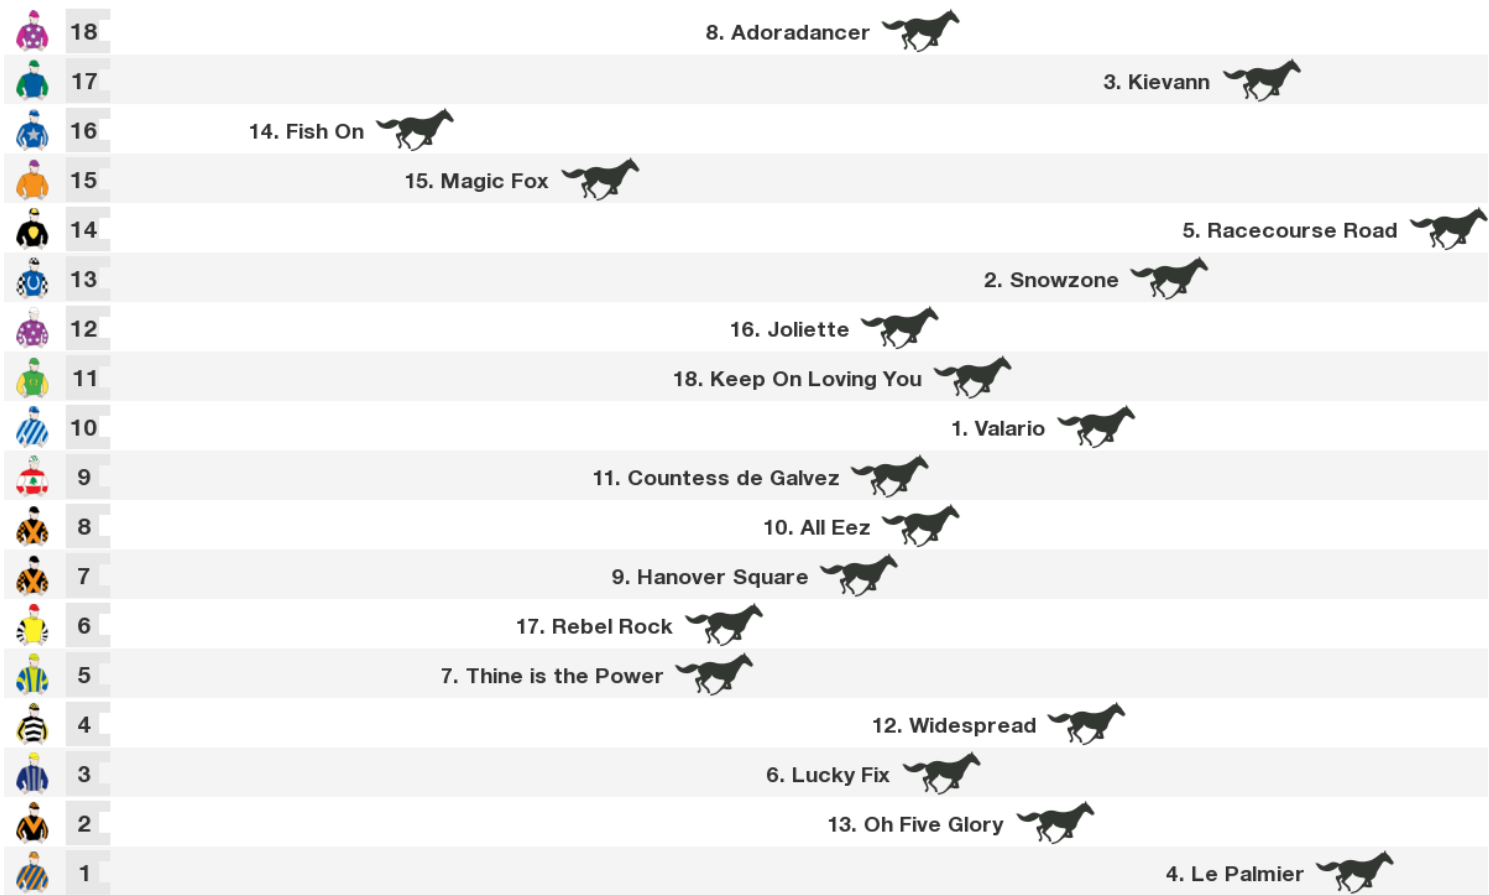 18 8. Adoradancer
17 3. Kievann
16 14. Fish On
15 15. Magic Fox
14 5. Racecourse Road
13 2. Snowzone
12 16. Joliette
11 18. Keep On Loving You
10 1. Valario
9 11. Countess de Galvez
8 10. All Eez
7 9. Hanover Square
6 17. Rebel Rock
5 7. Thine is the Power
4 12. Widespread
3 6. Lucky Fix
2 13. Oh Five Glory
1 4. Le Palmier